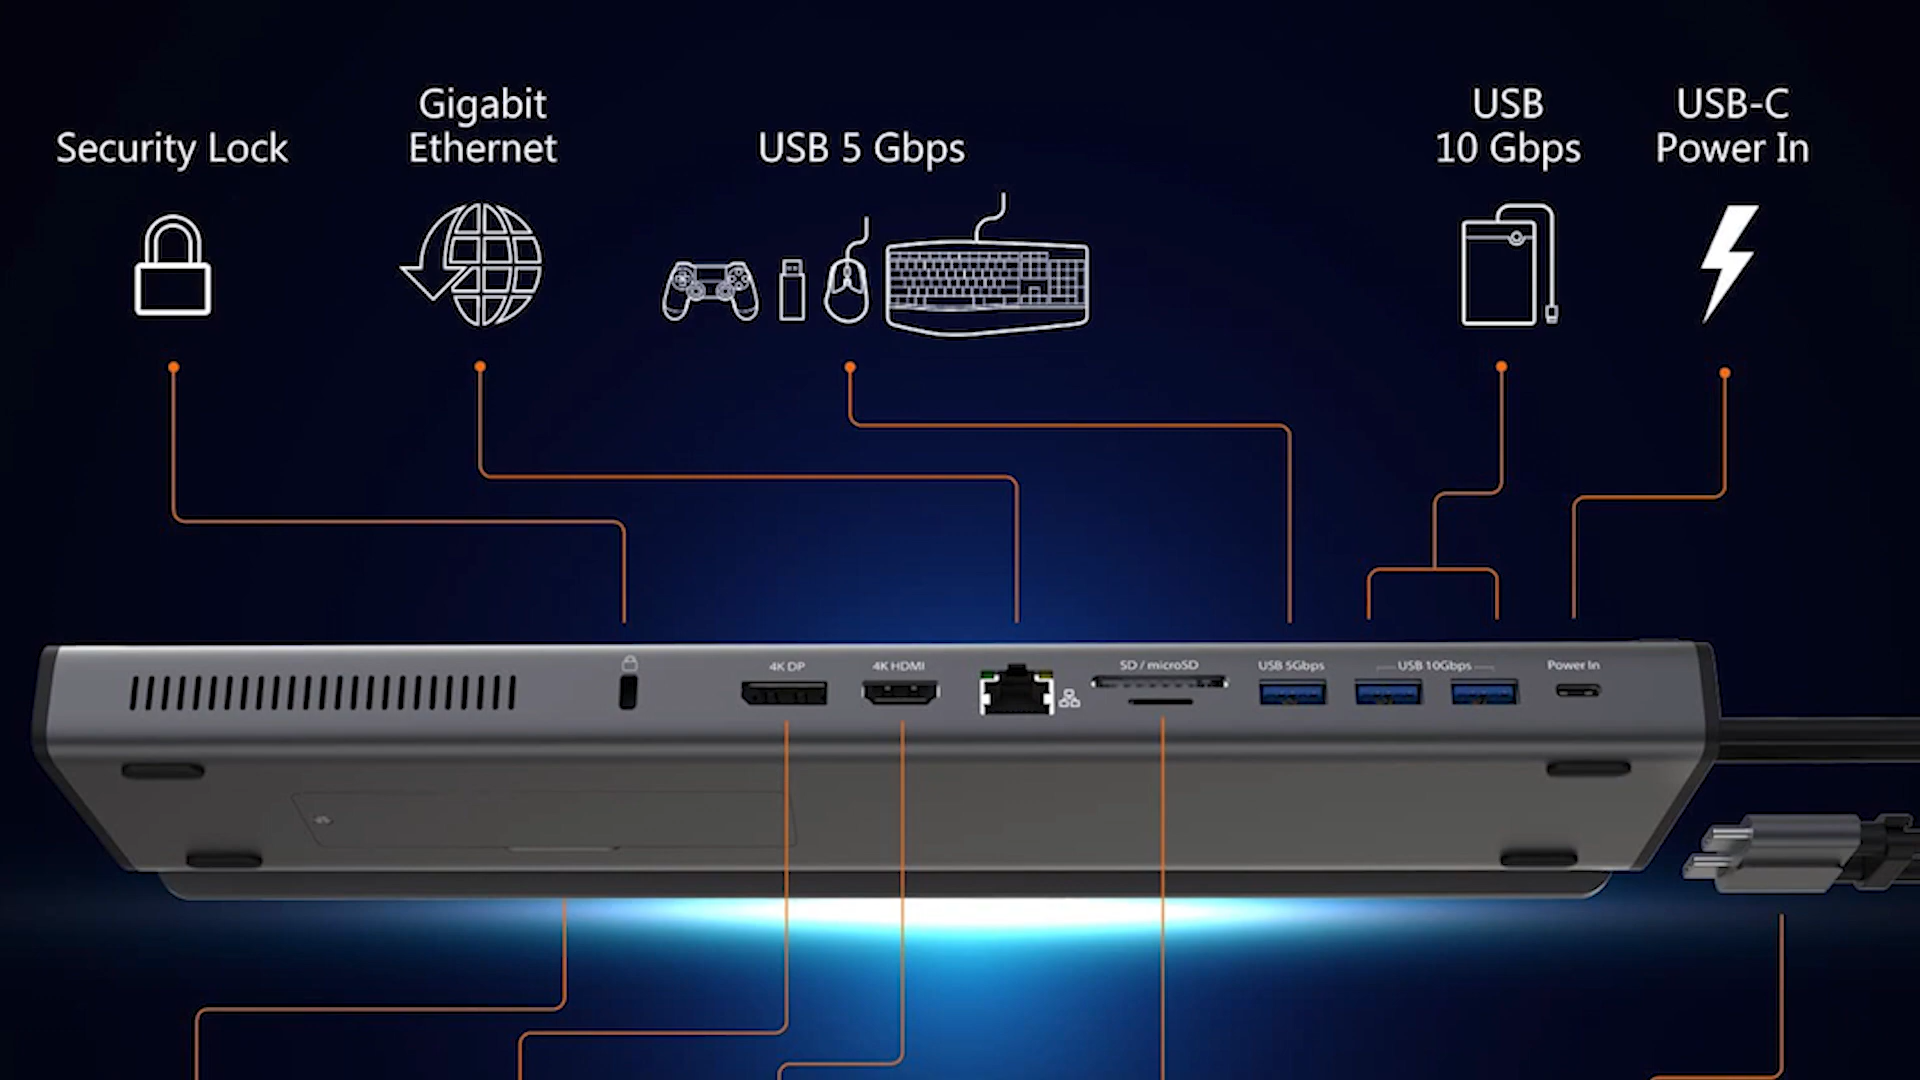 Security Lock
Gigabit
Ethernet
USB 5 Gbps
USB
10 Gbps
USB-C
Power In
4K DP
4K HDMI
SD / microSD
USB 5Gbps
USB 10Gbps
Power In